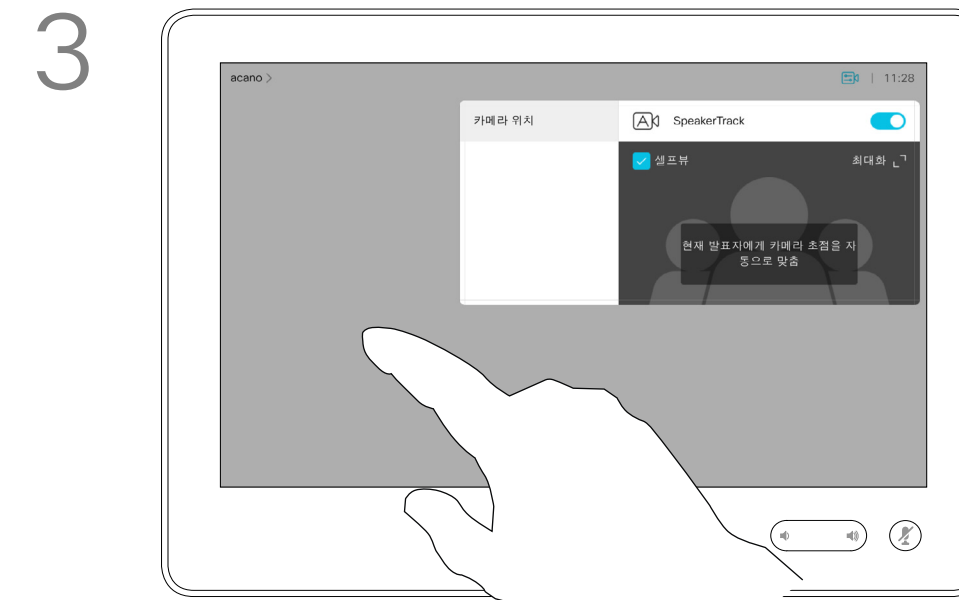 3
acano >
11:28
카메라 위치
SpeakerTrack
셀프뷰
최대화
현재 발표자에게 카메라 초점을 자
동으로 맞춤